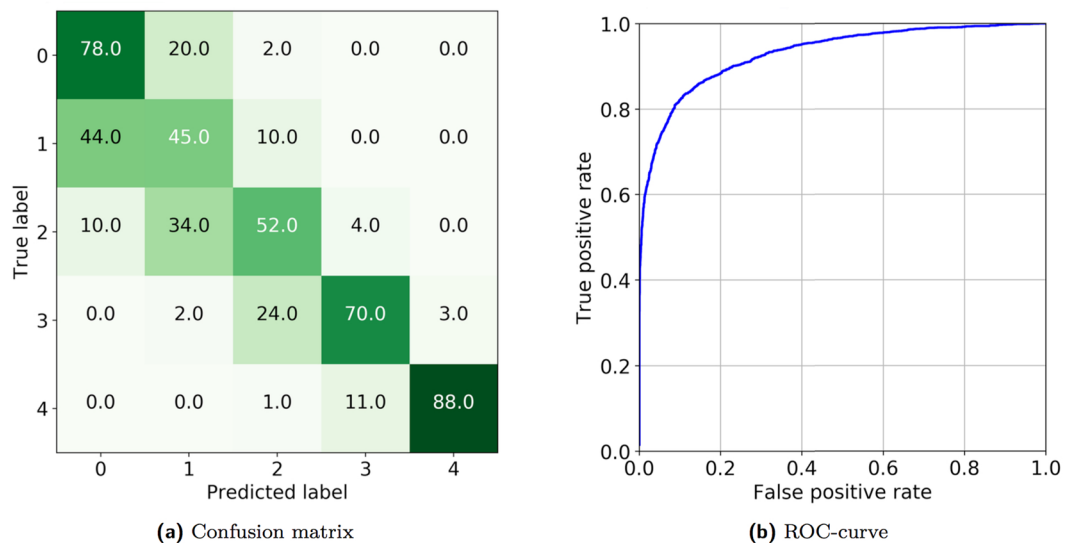 0 78.0 20.0 2.0 0.0 0.0
1 44.0 45.0 10.0 0.0 0.0
2 10.0 34.0 52.0 4.0 0.0
3 0.0 2.0 24.0 70.0 3.0
4 0.0 0.0 1.0 11.0 88.0
True label
0 1 2 3 4
Predicted label
(a) Confusion matrix
1.0
0.8
0.6
0.4
0.2
0.0
True positive rate
0.0 0.2 0.4 0.6 0.8 1.0
False positive rate
(b) ROC-curve